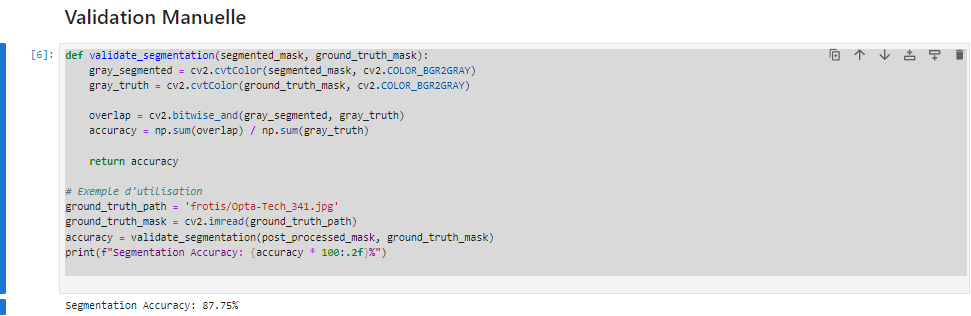 Validation Manuelle
[6]: def validate_segmentation(segmented_mask, ground_truth_mask):
    gray_segmented = cv2.cvtColor(segmented_mask, cv2.COLOR_BGR2GRAY)
    gray_truth = cv2.cvtColor(ground_truth_mask, cv2.COLOR_BGR2GRAY)

    overlap = cv2.bitwise_and(gray_segmented, gray_truth)
    accuracy = np.sum(overlap) / np.sum(gray_truth)

    return accuracy

# Exemple d'utilisation
ground_truth_path = 'frotis/Opta-Tech_341.jpg'
ground_truth_mask = cv2.imread(ground_truth_path)
accuracy = validate_segmentation(post_processed_mask, ground_truth_mask)
print(f"Segmentation Accuracy: {accuracy * 100:.2f}%")

Segmentation Accuracy: 87.75%